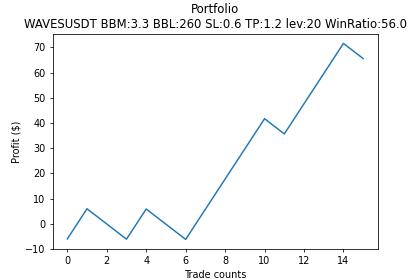 Portfolio
WAVESUSDT BBM:3.3 BBL:260 SL:0.6 TP:1.2 lev:20 WinRatio:56.0
70
60
50
40
30
20
10
0
−10
Profit ($)
0 2 4 6 8 10 12 14
Trade counts